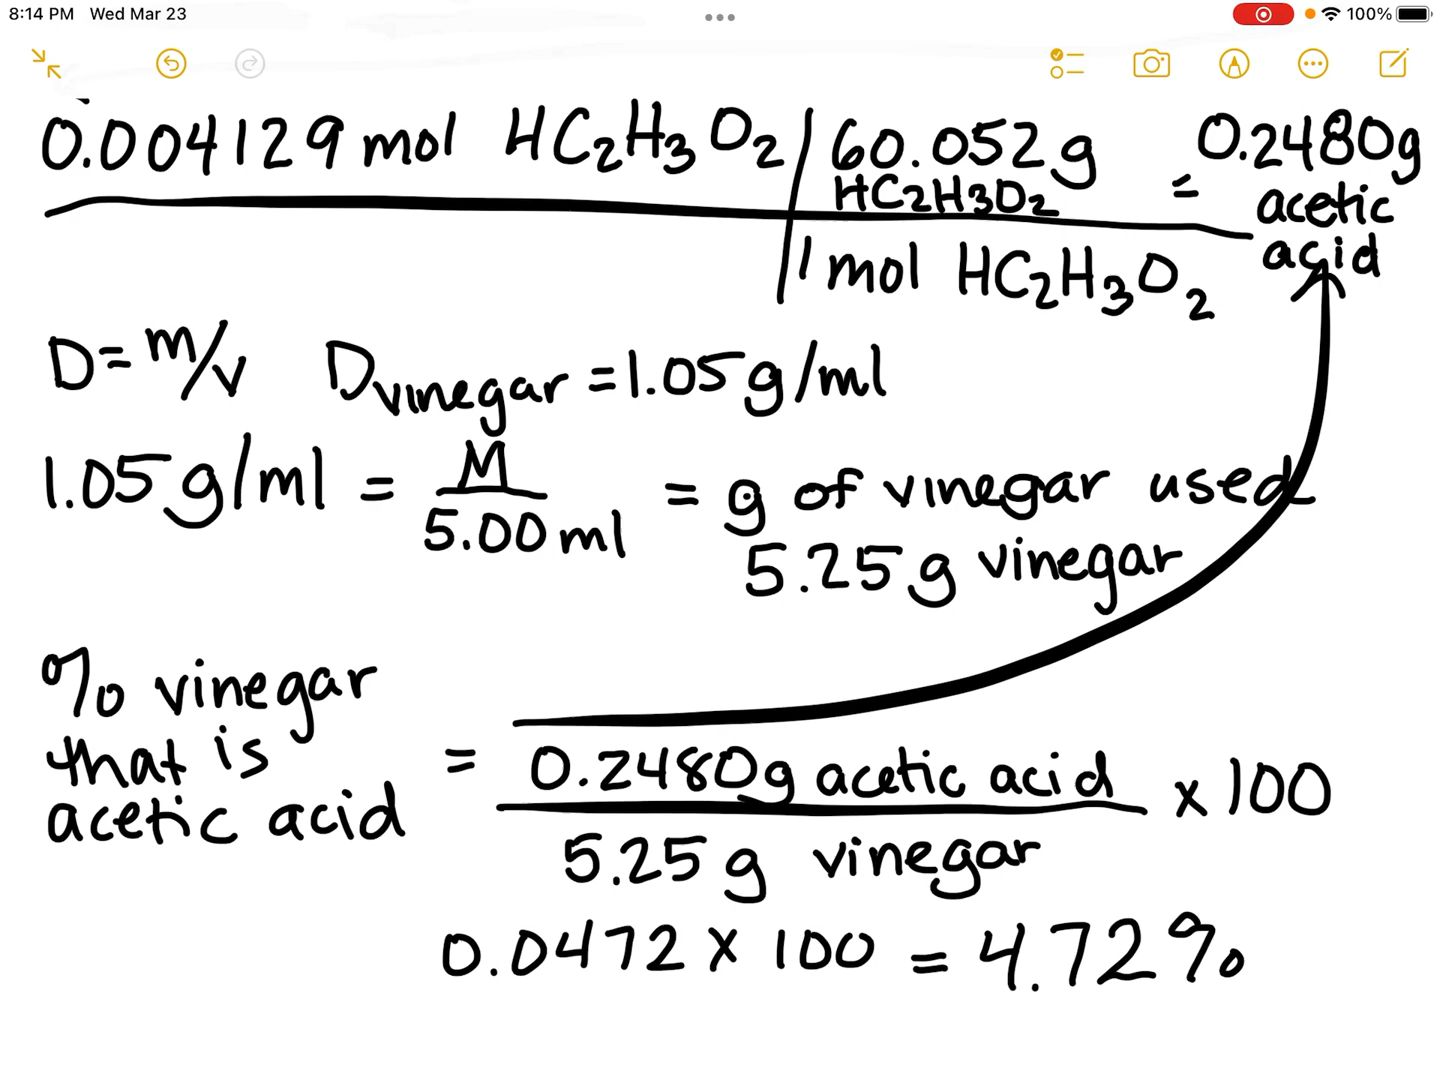 8:14 PM Wed Mar 23
100%
0.004129 mol HC2H3O2 / 60.052g HC2H3O2 = 0.2480g acetic acid
1 mol HC2H3O2
D = m/v Dvinegar = 1.05 g/ml
1.05 g/ml = M / 5.00 ml = g of vinegar used
5.25 g vinegar
% vinegar that is acetic acid = 0.2480g acetic acid / 5.25 g vinegar x 100
0.0472 x 100 = 4.72%